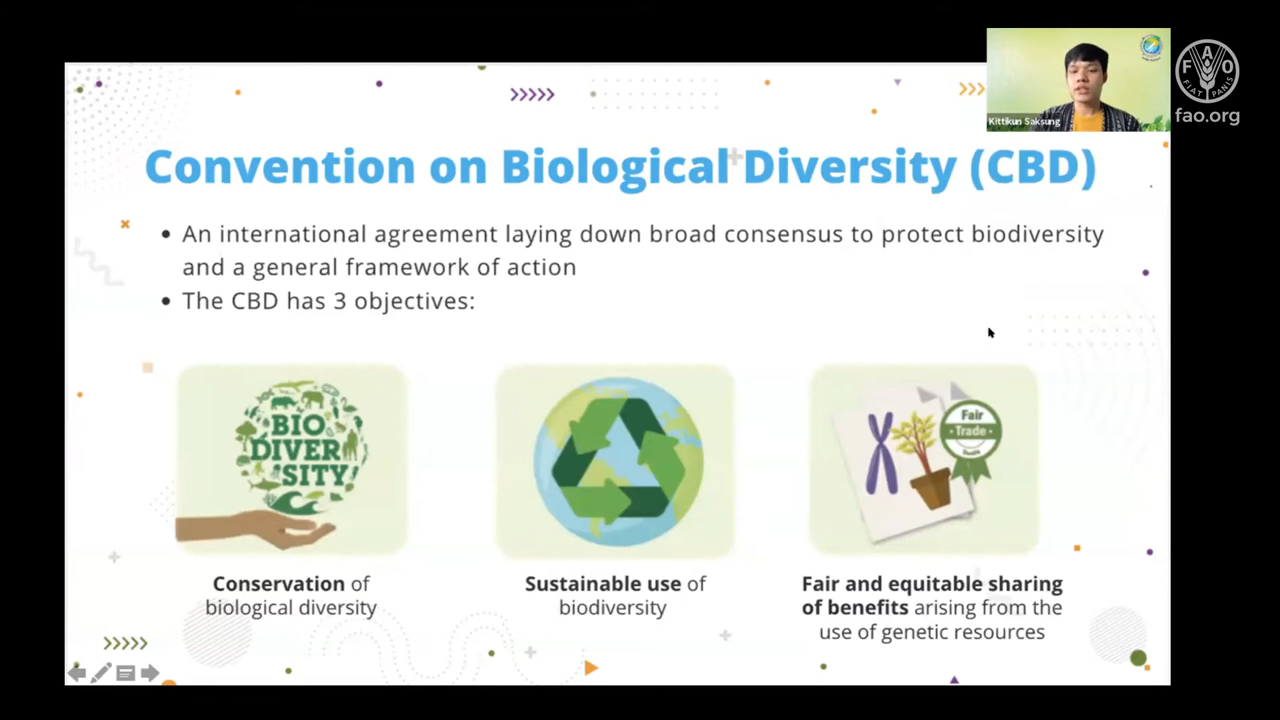 Kittikun Saksung
F A O
FIAT PANIS
fao.org
Convention on Biological Diversity (CBD)
• An international agreement laying down broad consensus to protect biodiversity
and a general framework of action
• The CBD has 3 objectives:
BIO
DIVER
SITY
Fair
Trade
Conservation of
biological diversity
Sustainable use of
biodiversity
Fair and equitable sharing
of benefits arising from the
use of genetic resources